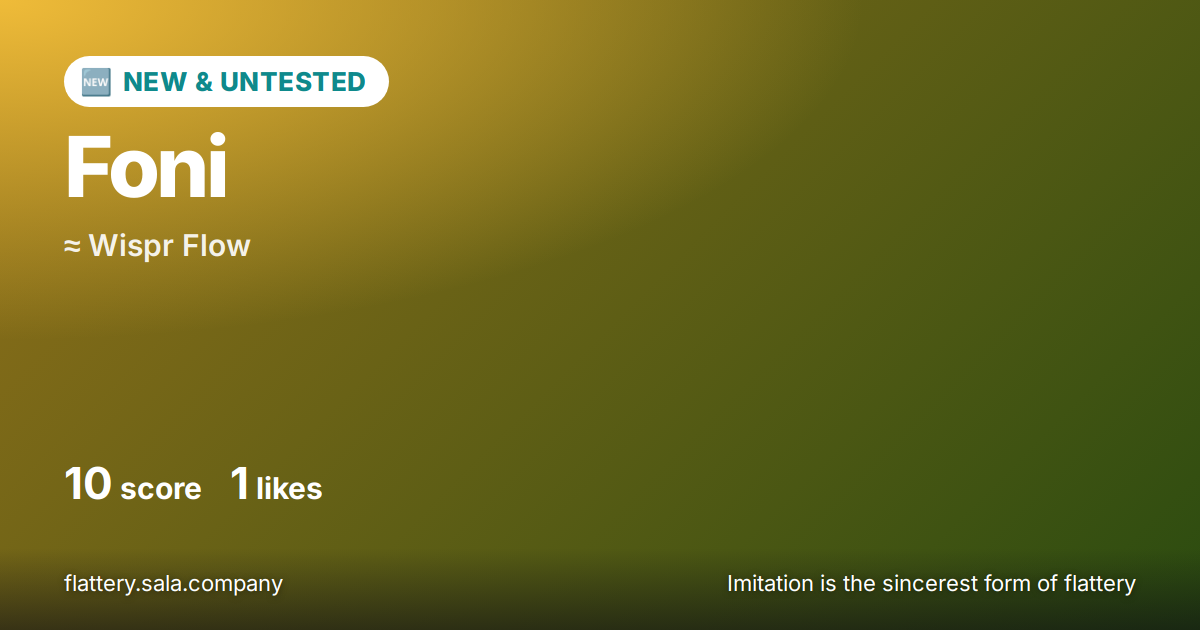 🆕 NEW & UNTESTED
Foni
≈ Wispr Flow
10 score 1 likes
flattery.sala.company
Imitation is the sincerest form of flattery